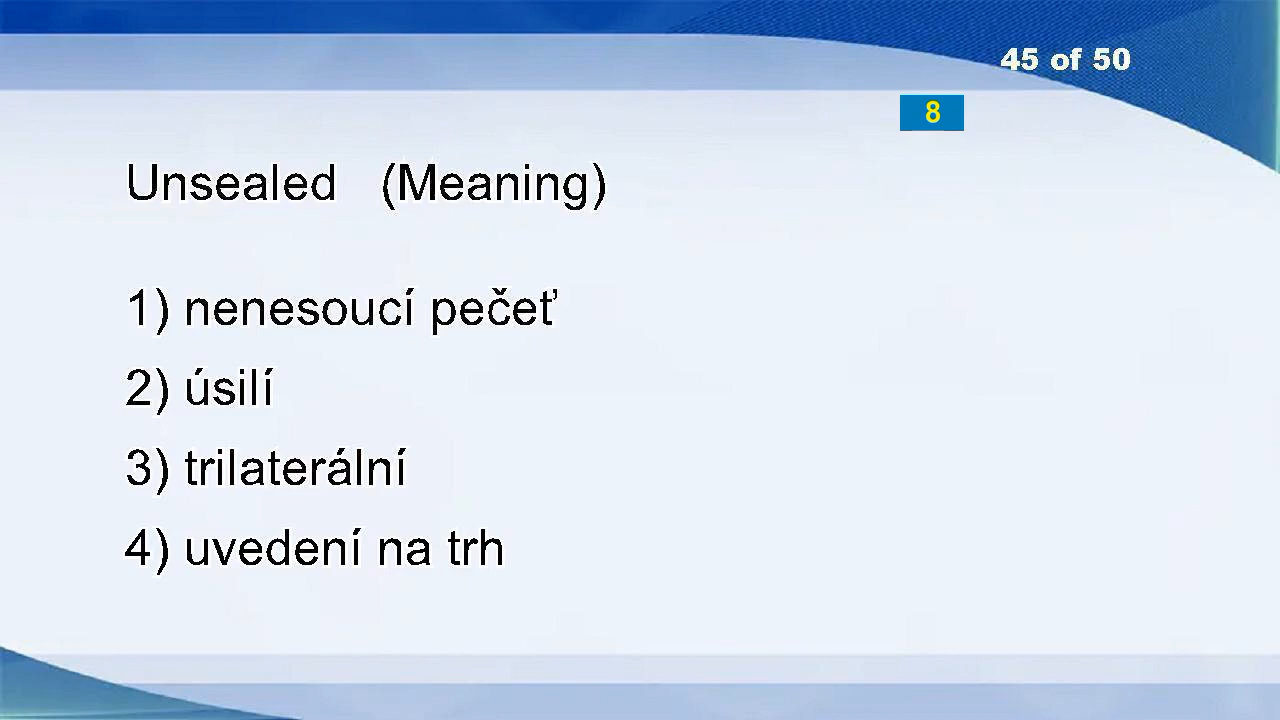 45 of 50
8
Unsealed (Meaning)
1) nenesoucí pečeť
2) úsilí
3) trilaterální
4) uvedení na trh